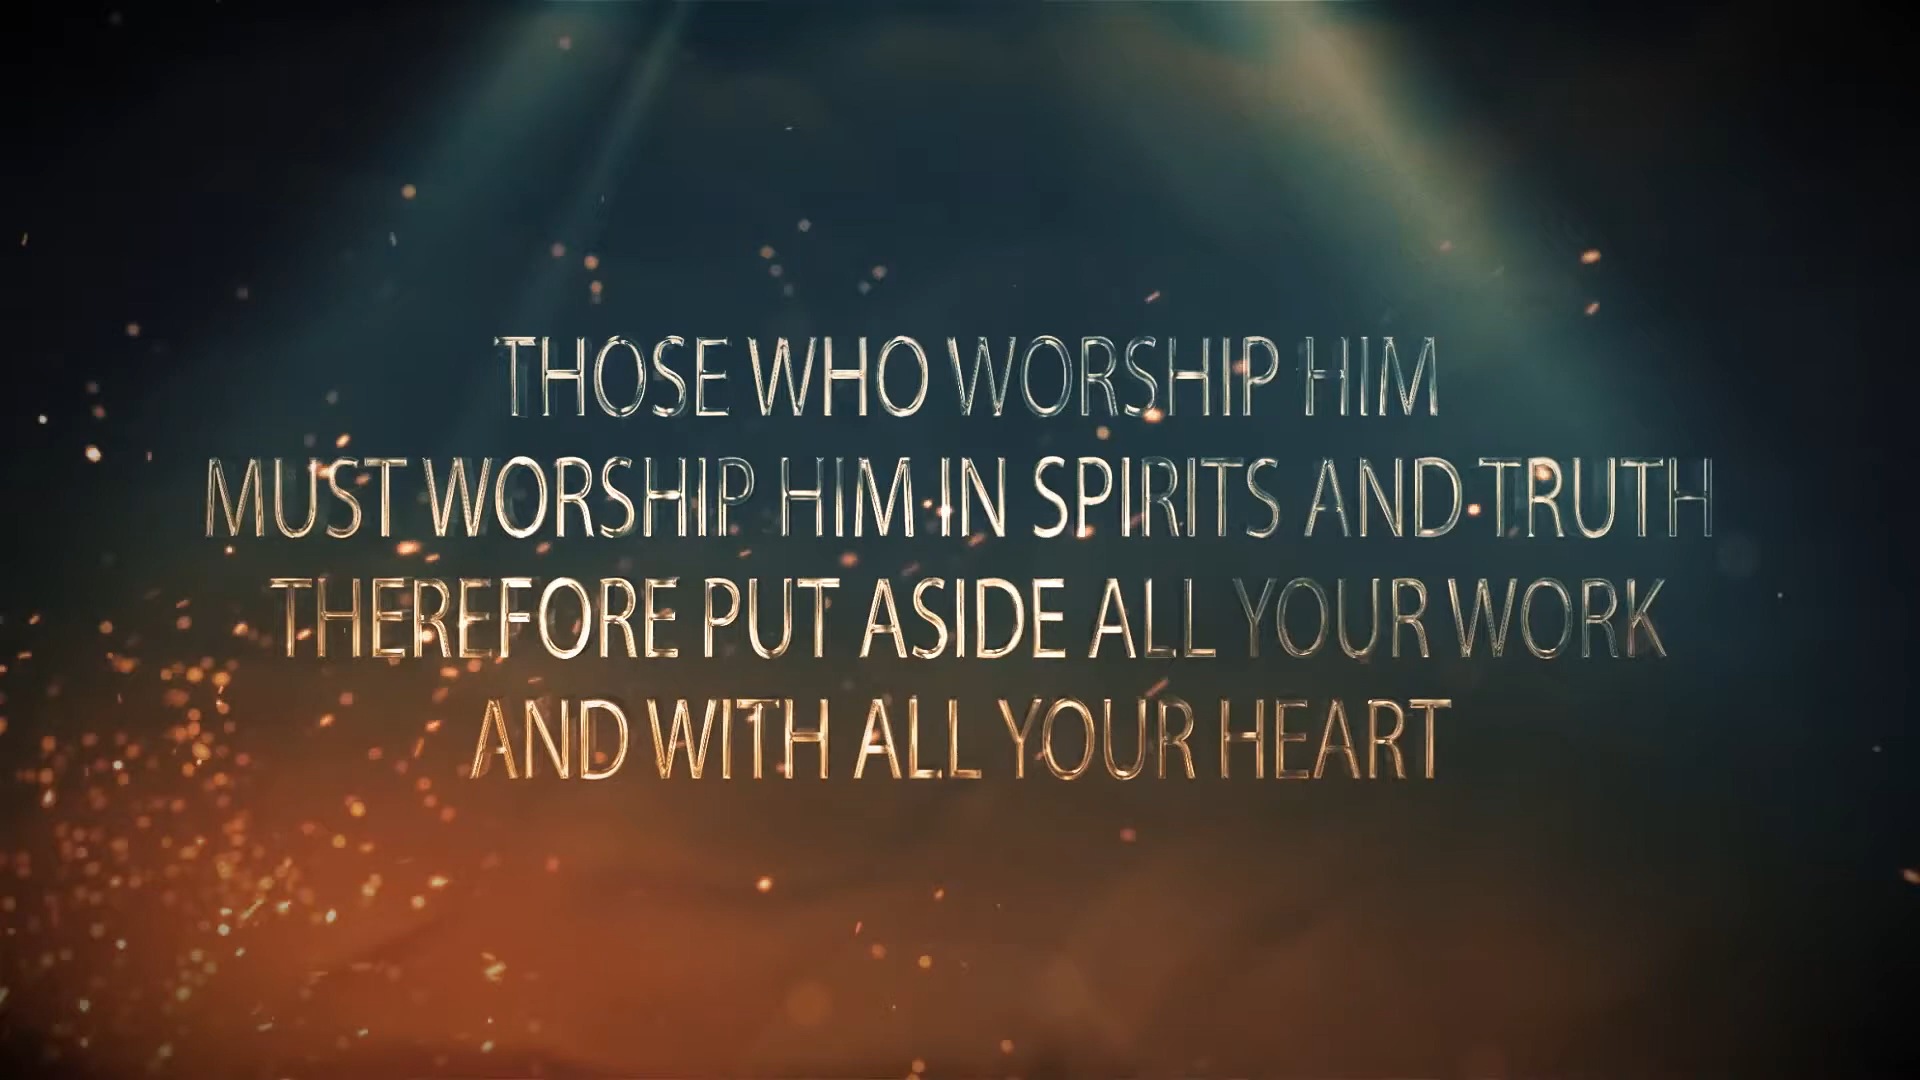 THOSE WHO WORSHIP HIM
MUST WORSHIP HIM IN SPIRITS AND TRUTH
THEREFORE PUT ASIDE ALL YOUR WORK
AND WITH ALL YOUR HEART